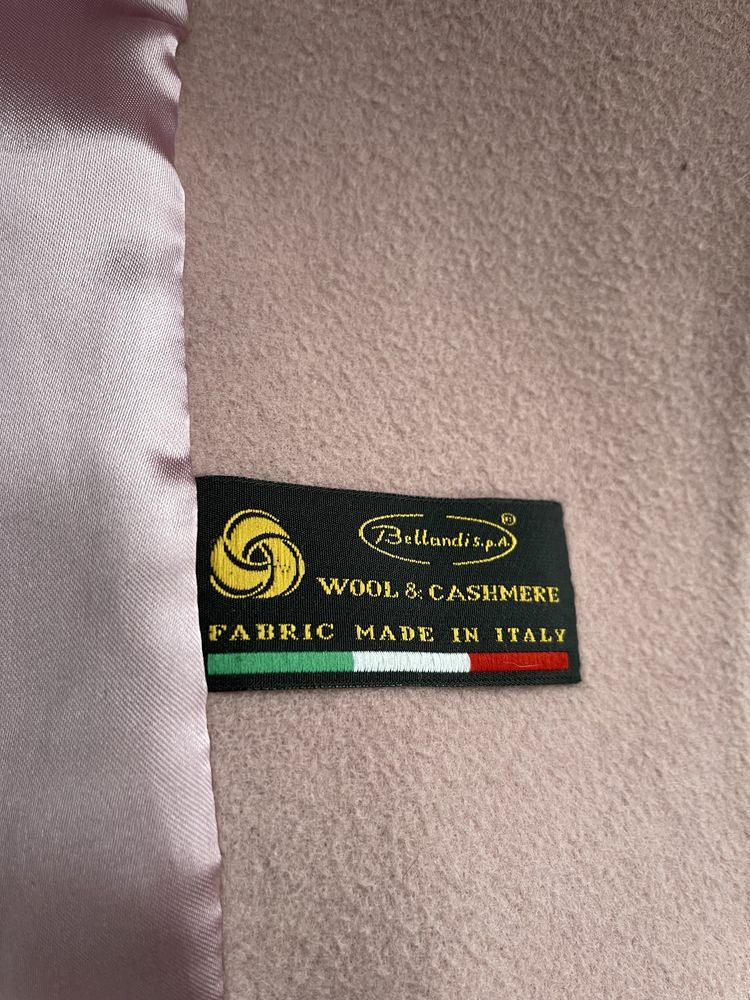 Bellandi S.p.A. ®
WOOL & CASHMERE
FABRIC MADE IN ITALY